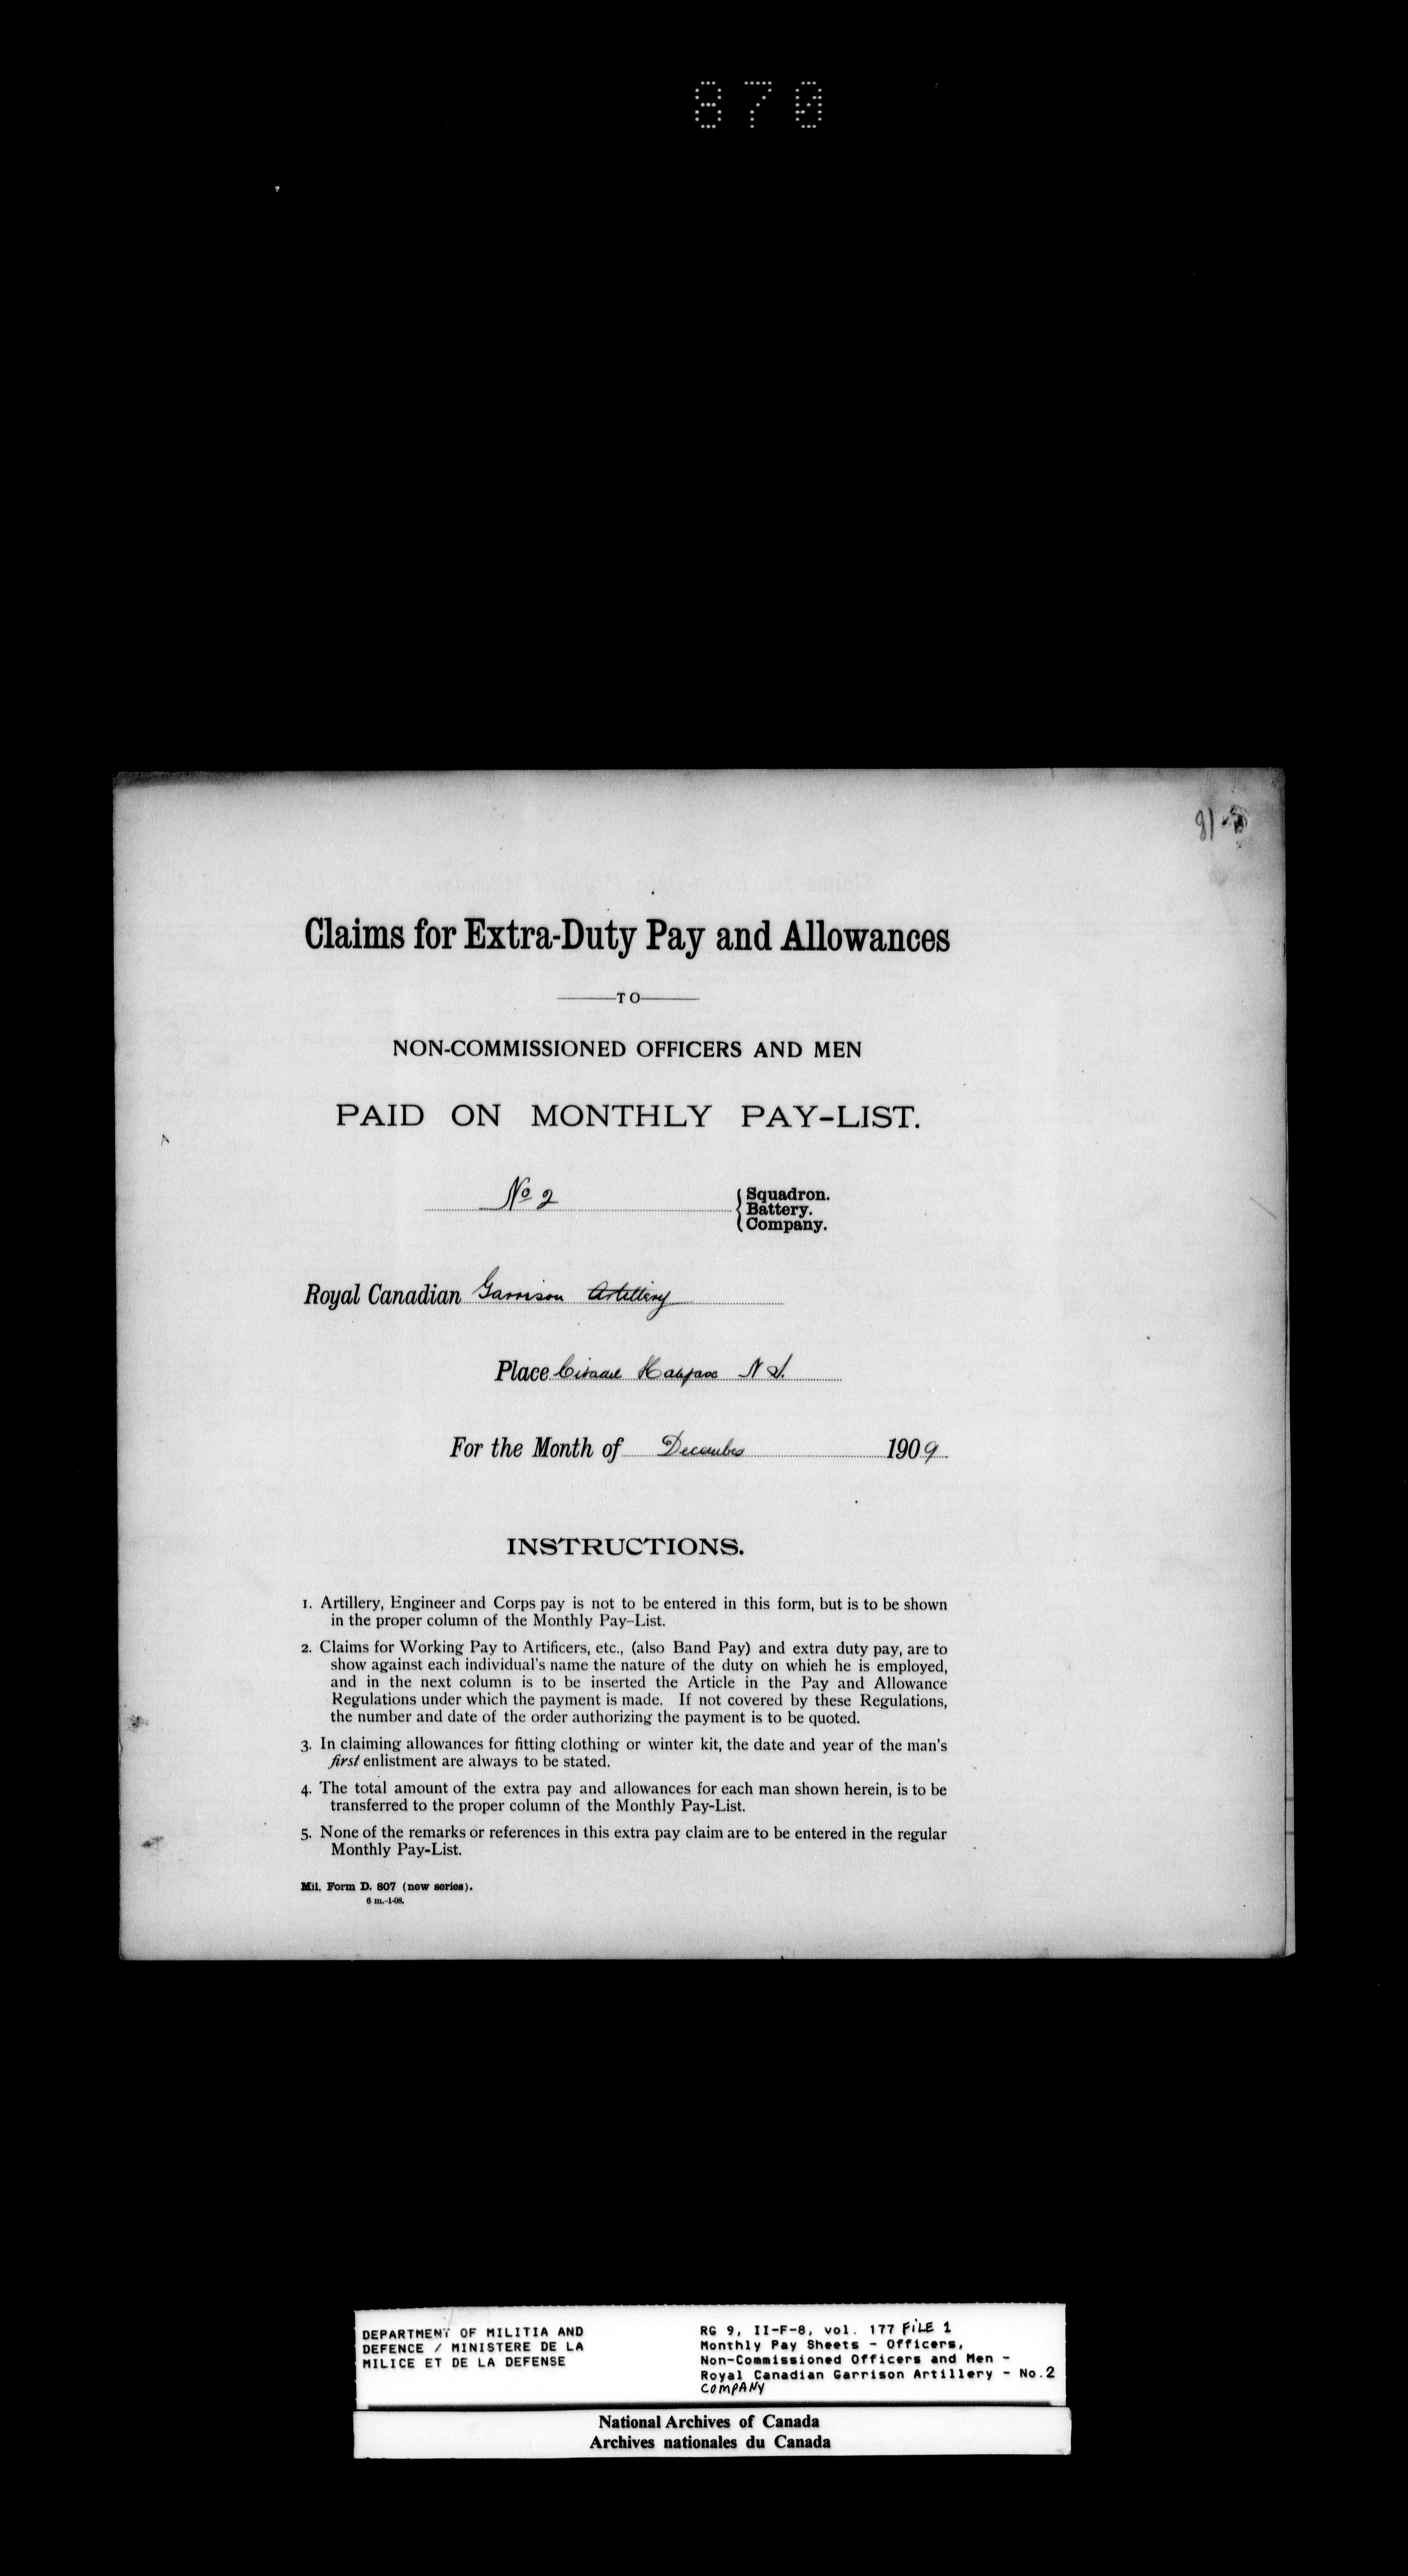 870
Claims for Extra-Duty Pay and Allowances
TO
NON-COMMISSIONED OFFICERS AND MEN
PAID ON MONTHLY PAY-LIST.
No 2 { Squadron.
Battery.
Company.
Royal Canadian Garrison Artillery
Place Citadel Halifax N S.
For the Month of December 1909
INSTRUCTIONS.
1. Artillery, Engineer and Corps pay is not to be entered in this form, but is to be shown
in the proper column of the Monthly Pay-List.
2. Claims for Working Pay to Artificers, etc., (also Band Pay) and extra duty pay, are to
show against each individual's name the nature of the duty on which he is employed,
and in the next column is to be inserted the Article in the Pay and Allowance
Regulations under which the payment is made. If not covered by these Regulations,
the number and date of the order authorizing the payment is to be quoted.
3. In claiming allowances for fitting clothing or winter kit, the date and year of the man's
first enlistment are always to be stated.
4. The total amount of the extra pay and allowances for each man shown herein, is to be
transferred to the proper column of the Monthly Pay-List.
5. None of the remarks or references in this extra pay claim are to be entered in the regular
Monthly Pay-List.
Mil. Form D. 807 (new series).
6 m.-1-08.
DEPARTMENT OF MILITIA AND
DEFENCE / MINISTERE DE LA
MILICE ET DE LA DEFENSE
RG 9, II-F-8, vol. 177 FiLE 1
Monthly Pay Sheets - Officers,
Non-Commissioned Officers and Men -
Royal Canadian Garrison Artillery - No.2
COMPANY
National Archives of Canada
Archives nationales du Canada